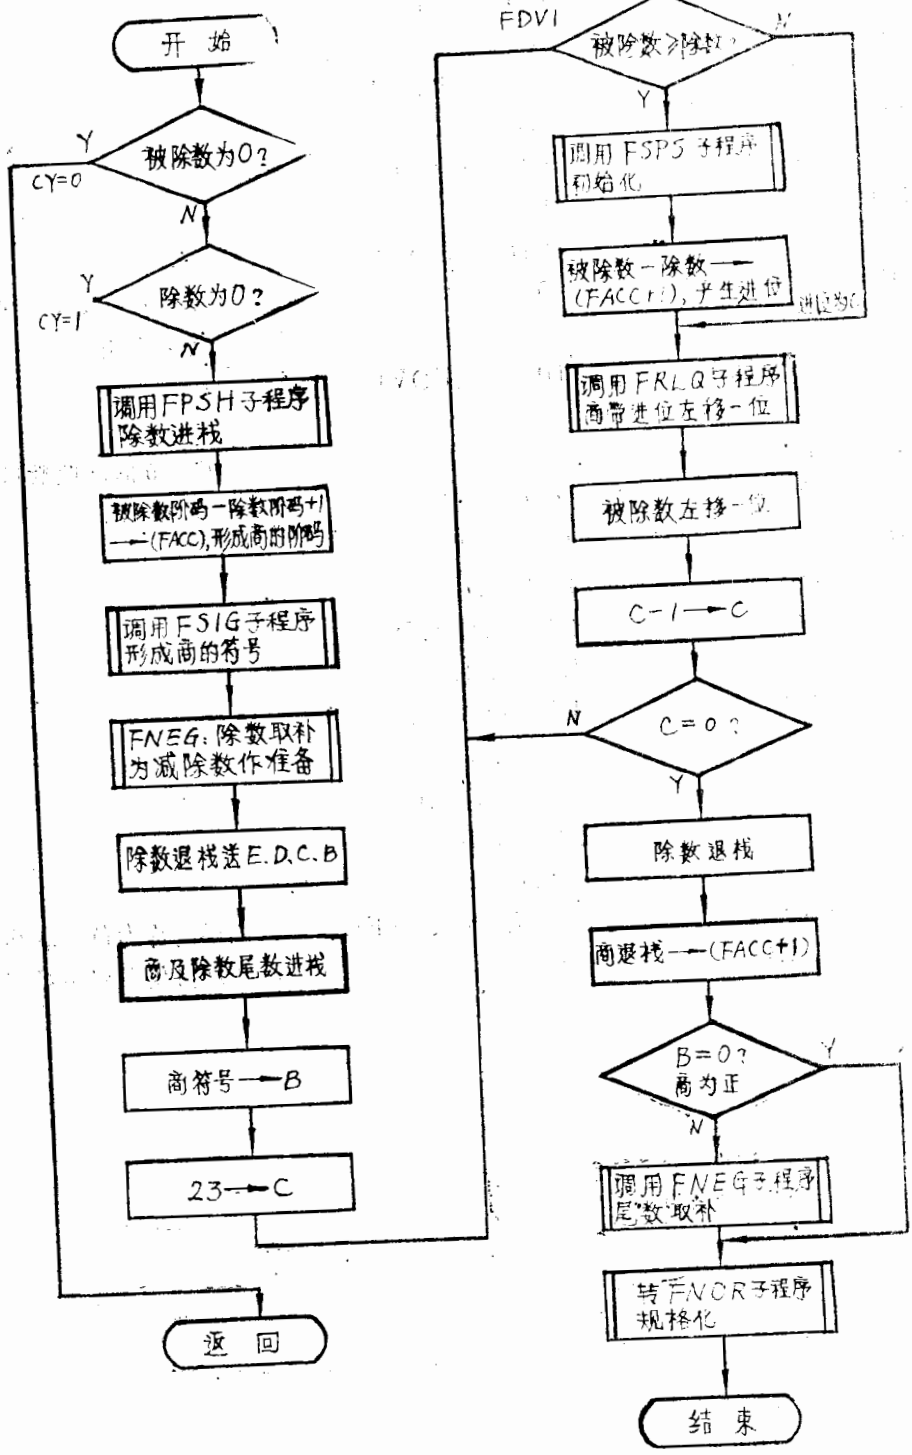 开始
被除数为0?
Y
CY=0
N
除数为0?
Y
CY=1
N
调用FPSH子程序
除数进栈
被除数阶码-除数阶码+1
→(FACC),形成商的阶码
调用FSIG子程序
形成商的符号
FNEG:除数取补
为减除数作准备
除数退栈送E.D.C.B
商及除数尾数进栈
商符号→B
23→C
返回
FDV1
被除数≥除数?
N
Y
调用FSPS子程序
初始化
被除数-除数→
(FACC+1),产生进位
进位为0
调用FRLQ子程序
商带进位左移一位
被除数左移一位
C-1→C
C=0?
N
Y
除数退栈
商退栈→(FACC+1)
B=0?
商为正
Y
N
调用FNEG子程序
尾数取补
转FNOR子程序
规格化
结束